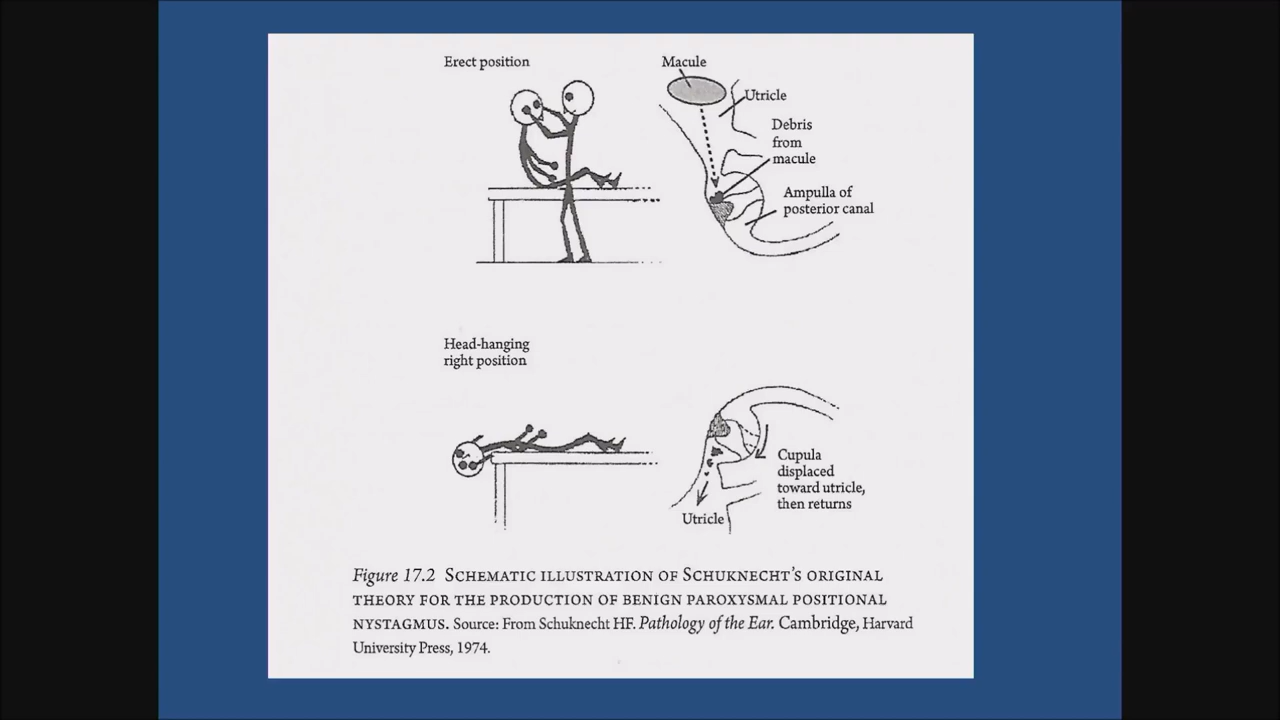 Erect position
Macule
Utricle
Debris
from
macule
Ampulla of
posterior canal
Head-hanging
right position
Cupula
displaced
toward utricle,
then returns
Utricle
Figure 17.2 SCHEMATIC ILLUSTRATION OF SCHUKNECHT'S ORIGINAL
THEORY FOR THE PRODUCTION OF BENIGN PAROXYSMAL POSITIONAL
NYSTAGMUS. Source: From Schuknecht HF. Pathology of the Ear. Cambridge, Harvard
University Press, 1974.